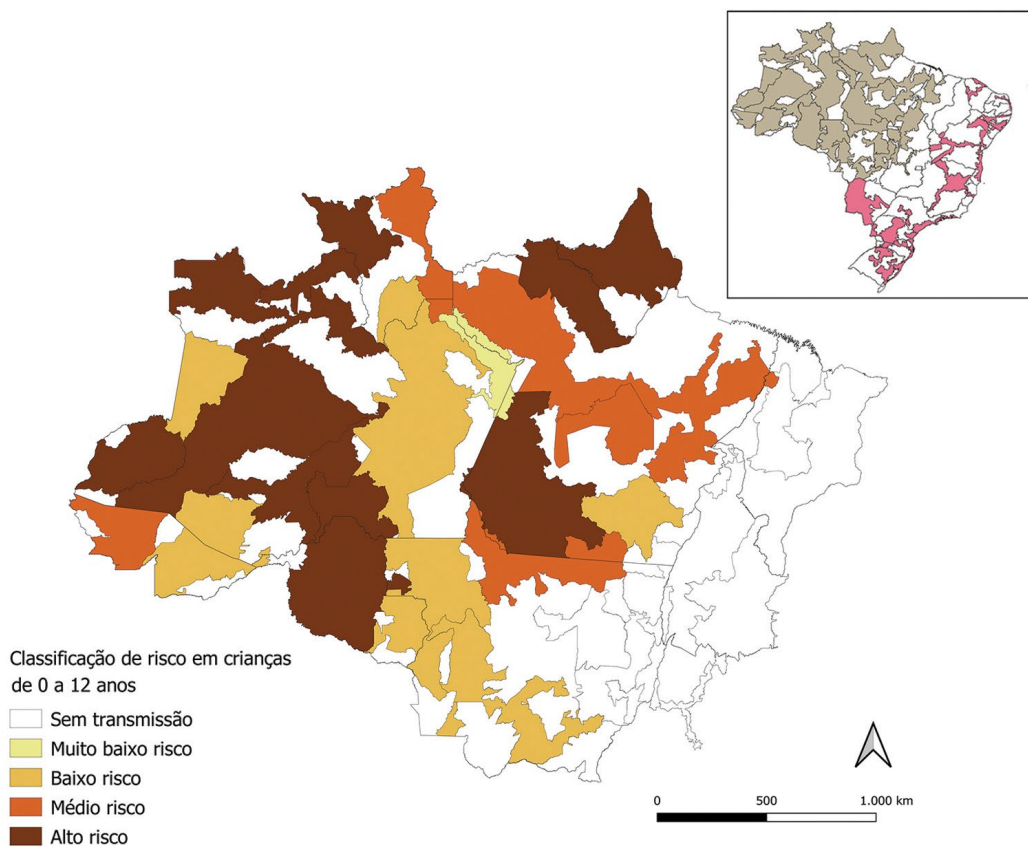 Classificação de risco em crianças
de 0 a 12 anos
Sem transmissão
Muito baixo risco
Baixo risco
Médio risco
Alto risco
0 500 1.000 km